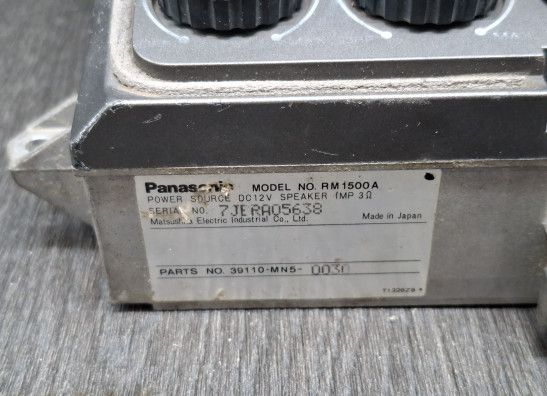 Panasonic MODEL NO. RM1500A
POWER SOURCE DC12V SPEAKER IMP 3Ω
SERIAL NO. 7JERA05638
Matsushita Electric Industrial Co., Ltd. Made in Japan
PARTS NO. 39110-MN5-0030